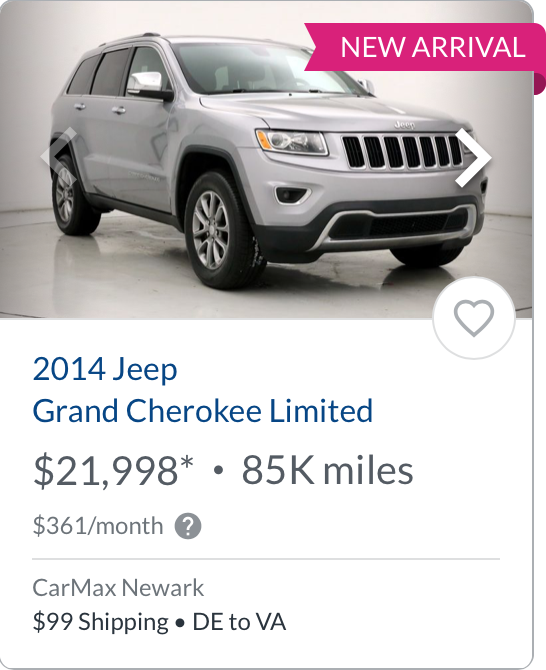 NEW ARRIVAL
Jeep
2014 Jeep
Grand Cherokee Limited
$21,998* • 85K miles
$361/month ?
CarMax Newark
$99 Shipping • DE to VA